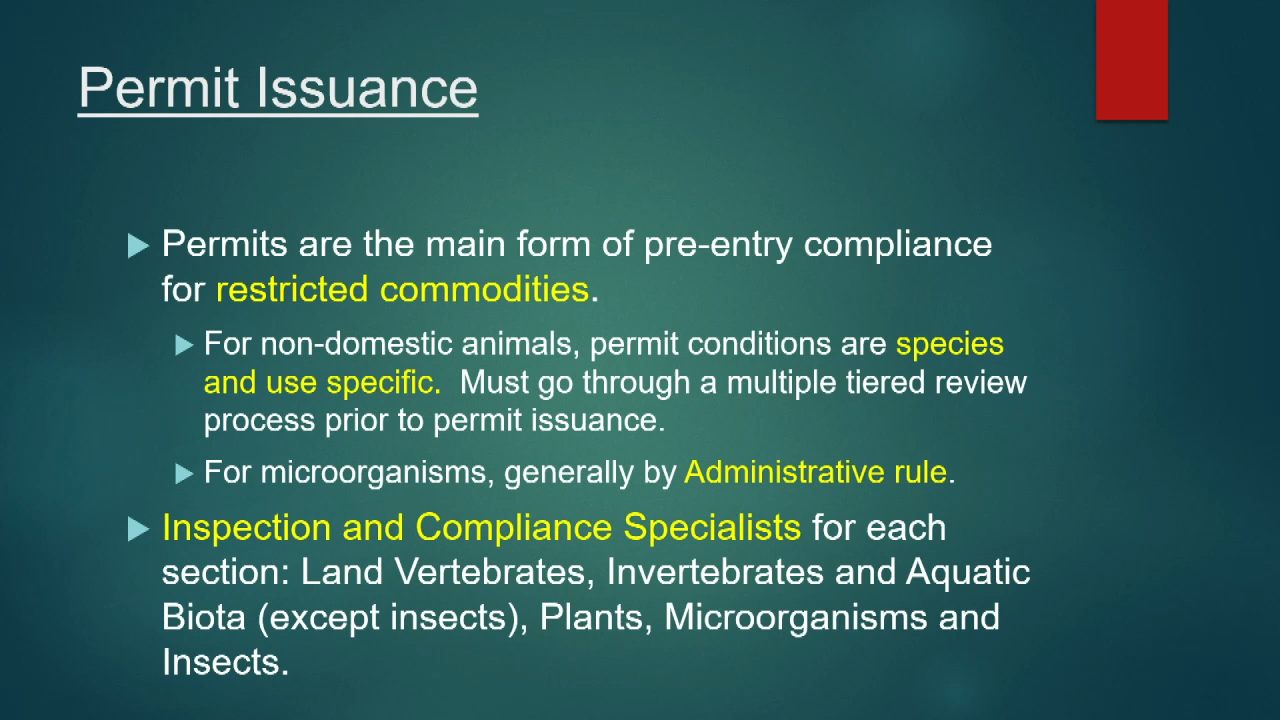 Permit Issuance
Permits are the main form of pre-entry compliance
for restricted commodities.
For non-domestic animals, permit conditions are species
and use specific.  Must go through a multiple tiered review
process prior to permit issuance.
For microorganisms, generally by Administrative rule.
Inspection and Compliance Specialists for each
section: Land Vertebrates, Invertebrates and Aquatic
Biota (except insects), Plants, Microorganisms and
Insects.